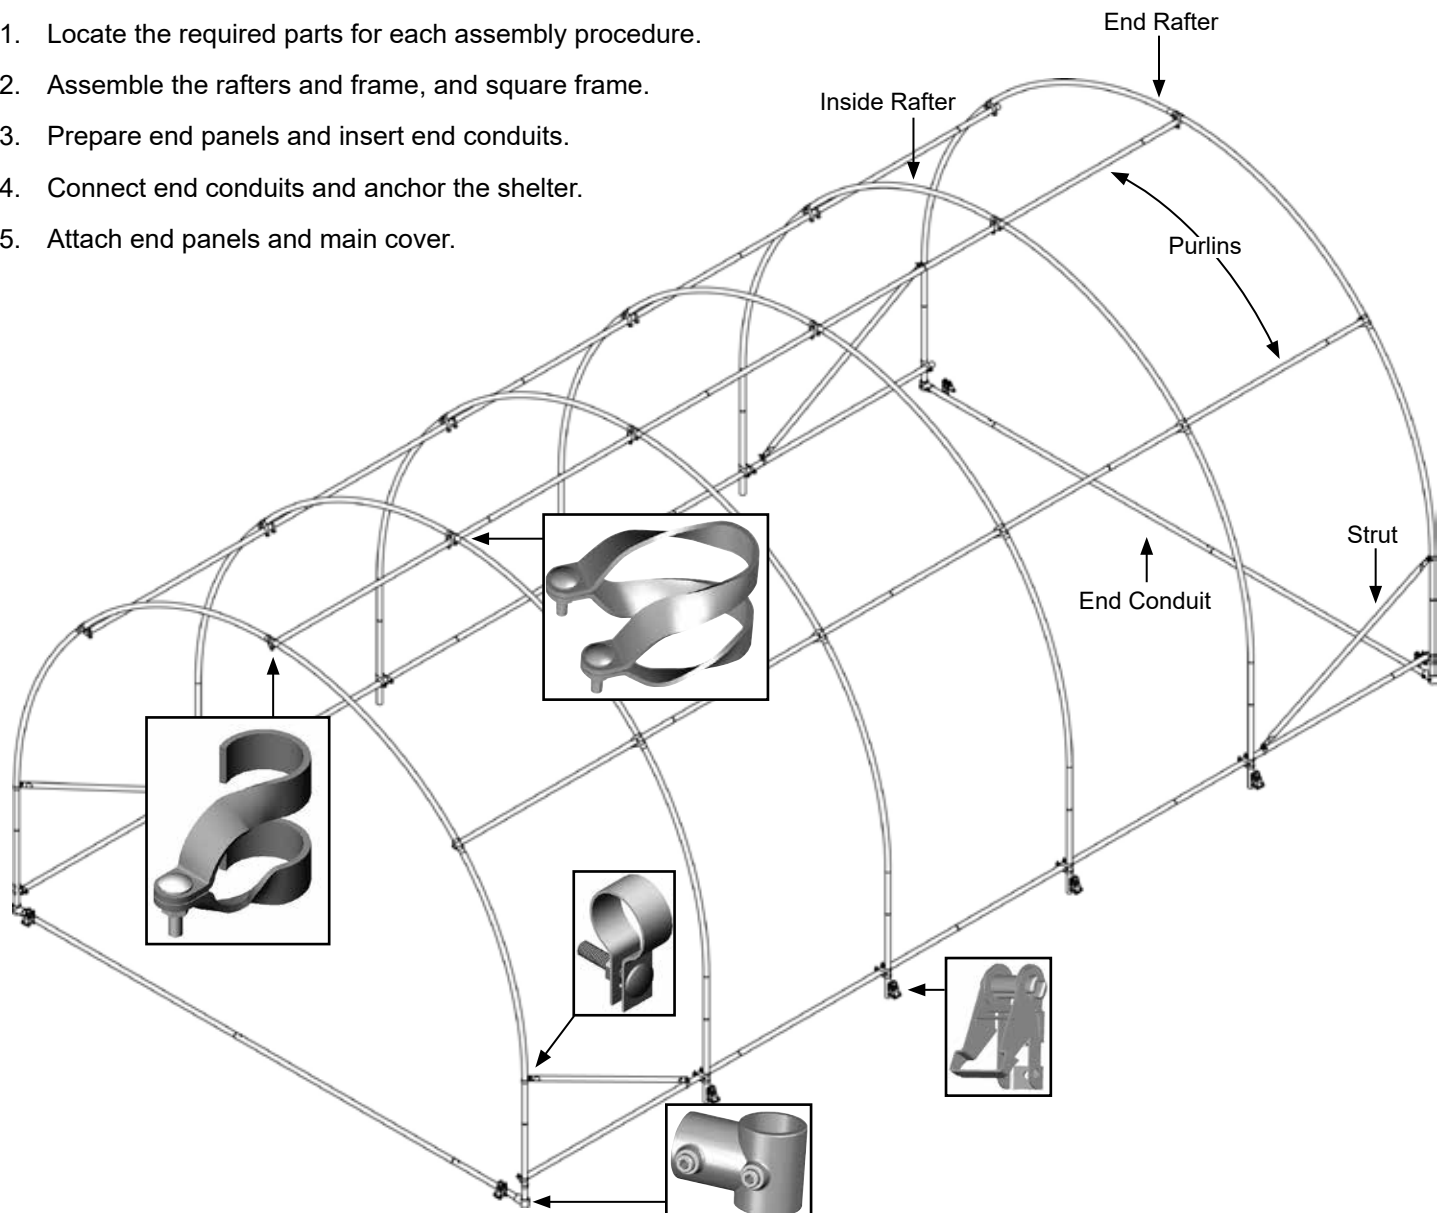 1. Locate the required parts for each assembly procedure.
2. Assemble the rafters and frame, and square frame.
3. Prepare end panels and insert end conduits.
4. Connect end conduits and anchor the shelter.
5. Attach end panels and main cover.
End Rafter
Inside Rafter
Purlins
Strut
End Conduit